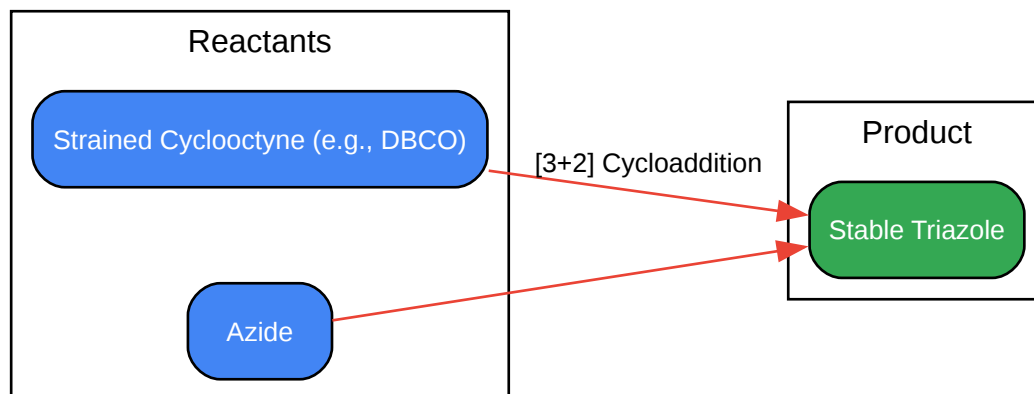 Reactants
Strained Cyclooctyne (e.g., DBCO)
[3+2] Cycloaddition
Azide
Product
Stable Triazole